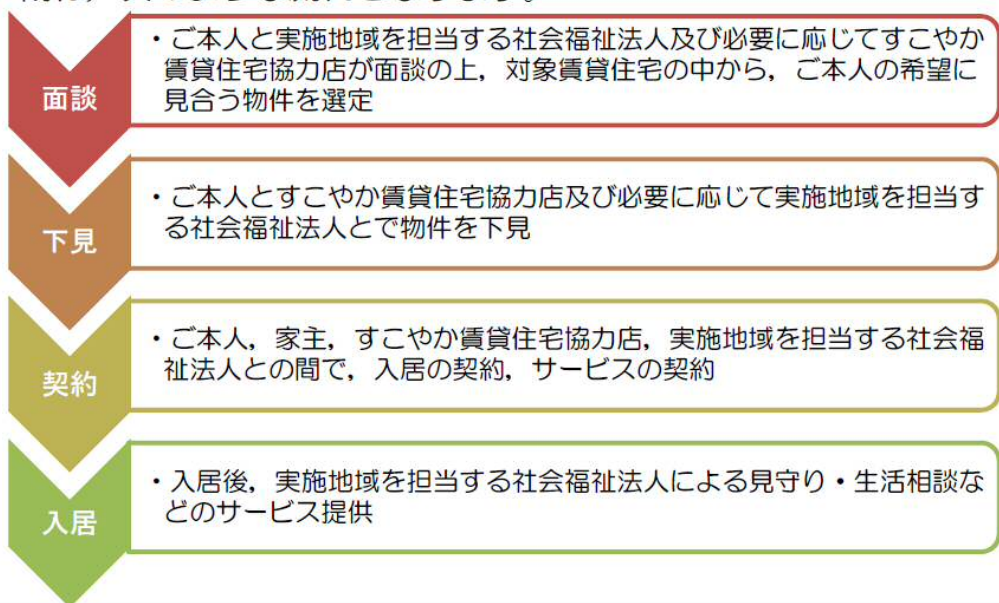 面談
・ご本人と実施地域を担当する社会福祉法人及び必要に応じてすこやか
賃貸住宅協力店が面談の上，対象賃貸住宅の中から，ご本人の希望に
見合う物件を選定
下見
・ご本人とすこやか賃貸住宅協力店及び必要に応じて実施地域を担当す
る社会福祉法人とで物件を下見
契約
・ご本人，家主，すこやか賃貸住宅協力店，実施地域を担当する社会福
祉法人との間で，入居の契約，サービスの契約
入居
・入居後，実施地域を担当する社会福祉法人による見守り・生活相談な
どのサービス提供